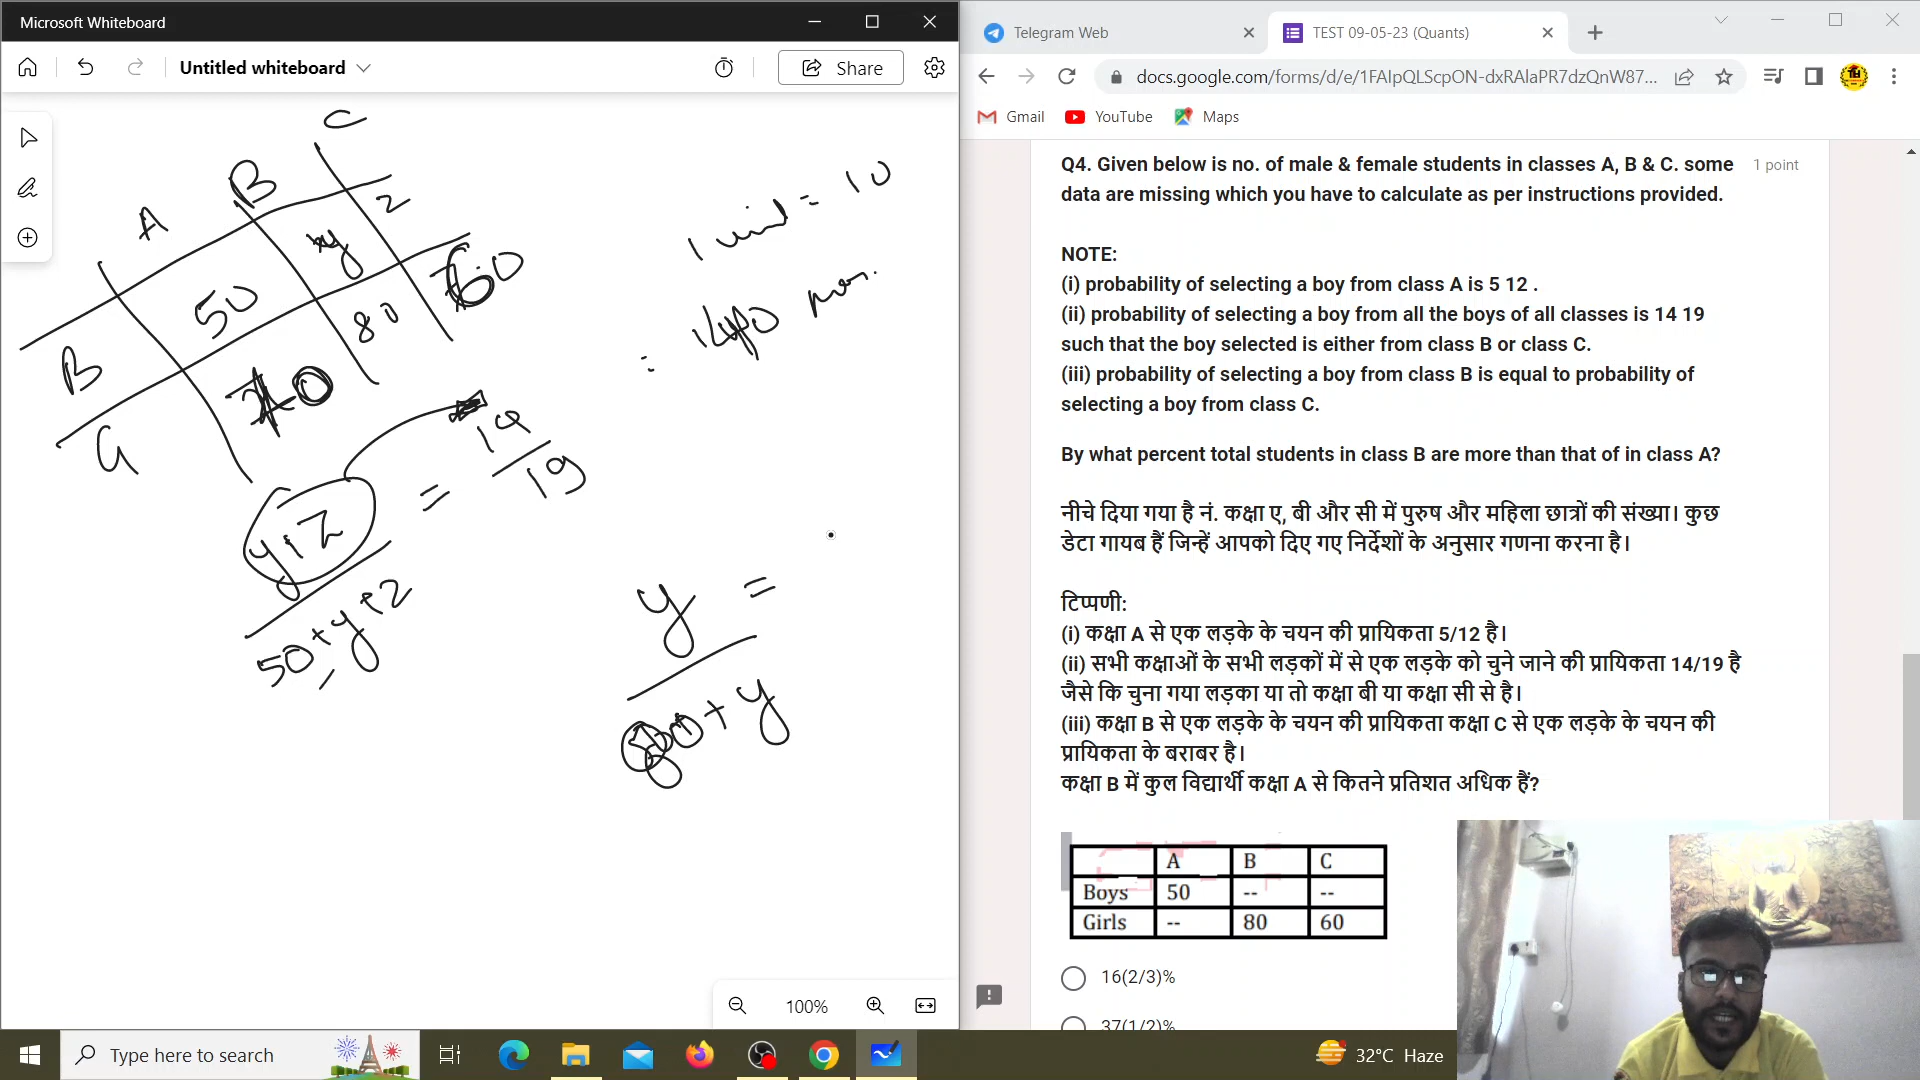 Microsoft Whiteboard
Untitled whiteboard
Share
A B C
B 50 y z
G 70 80 60
y+z
50+y+z
=
14
19
1 unit = 10
=
140
y =
80+y
100%
Telegram Web
TEST 09-05-23 (Quants)
docs.google.com/forms/d/e/1FAIpQLScpON-dxRAlaPR7dzQnW87...
Gmail
YouTube
Maps
Q4. Given below is no. of male & female students in classes A, B & C. some
1 point
data are missing which you have to calculate as per instructions provided.
NOTE:
(i) probability of selecting a boy from class A is 5 12 .
(ii) probability of selecting a boy from all the boys of all classes is 14 19
such that the boy selected is either from class B or class C.
(iii) probability of selecting a boy from class B is equal to probability of
selecting a boy from class C.
By what percent total students in class B are more than that of in class A?
नीचे दिया गया है नं. कक्षा ए, बी और सी में पुरुष और महिला छात्रों की संख्या। कुछ
डेटा गायब हैं जिन्हें आपको दिए गए निर्देशों के अनुसार गणना करना है।
टिप्पणी:
(i) कक्षा A से एक लड़के के चयन की प्रायिकता 5/12 है।
(ii) सभी कक्षाओं के सभी लड़कों में से एक लड़के को चुने जाने की प्रायिकता 14/19 है
जैसे कि चुना गया लड़का या तो कक्षा बी या कक्षा सी से है।
(iii) कक्षा B से एक लड़के के चयन की प्रायिकता कक्षा C से एक लड़के के चयन की
प्रायिकता के बराबर है।
कक्षा B में कुल विद्यार्थी कक्षा A से कितने प्रतिशत अधिक हैं?
A B C
Boys 50 -- --
Girls -- 80 60
16(2/3)%
37(1/2)%
Type here to search
32°C Haze